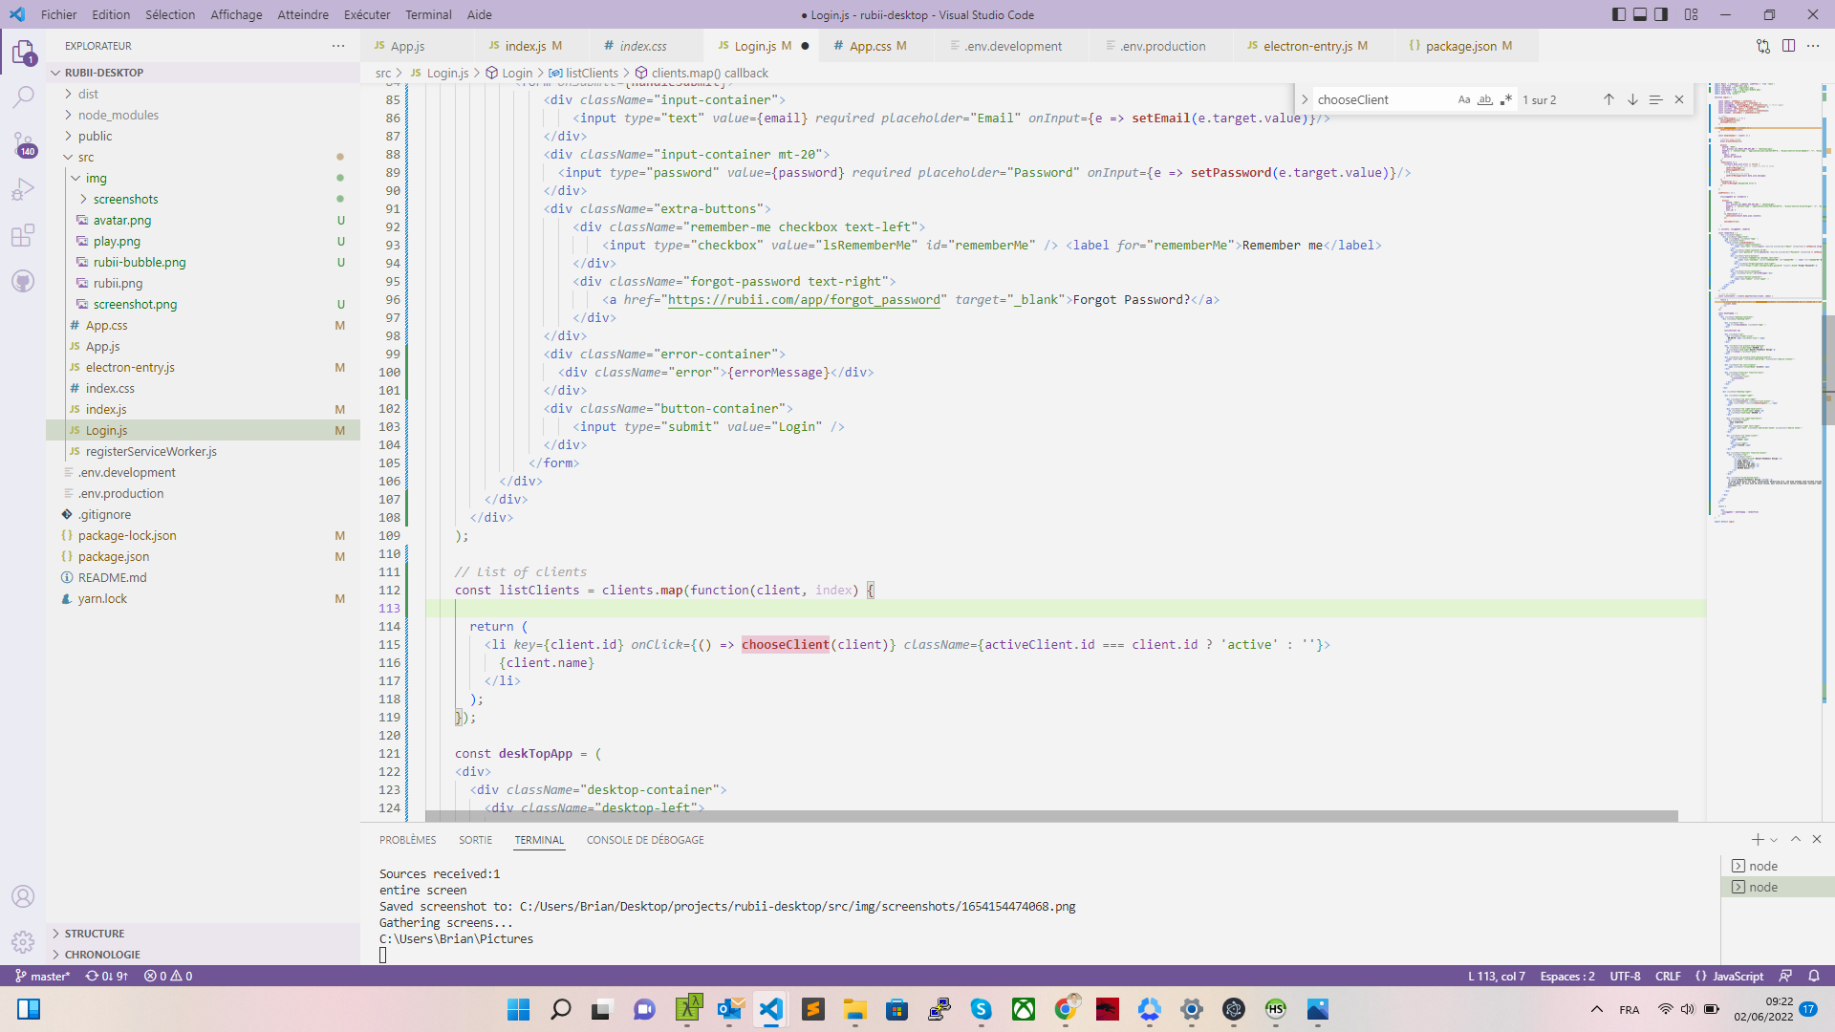 Fichier Edition Sélection Affichage Atteindre Exécuter Terminal Aide
● Login.js - rubii-desktop - Visual Studio Code
EXPLORATEUR ···
RUBII-DESKTOP
dist
node_modules
public
src
img
screenshots
avatar.png U
play.png U
rubii-bubble.png U
rubii.png
screenshot.png U
# App.css M
JS App.js
JS electron-entry.js M
# index.css
JS index.js M
JS Login.js M
JS registerServiceWorker.js
.env.development
.env.production
.gitignore
{} package-lock.json M
{} package.json M
README.md
yarn.lock M
STRUCTURE
CHRONOLOGIE
1
140
JS App.js JS index.js M # index.css JS Login.js M ● # App.css M .env.development .env.production JS electron-entry.js M {} package.json M
src > JS Login.js > Login > listClients > clients.map() callback
chooseClient Aa ab 1 sur 2
85 <div className="input-container">
86 <input type="text" value={email} required placeholder="Email" onInput={e => setEmail(e.target.value)}/>
87 </div>
88 <div className="input-container mt-20">
89 <input type="password" value={password} required placeholder="Password" onInput={e => setPassword(e.target.value)}/>
90 </div>
91 <div className="extra-buttons">
92 <div className="remember-me checkbox text-left">
93 <input type="checkbox" value="lsRememberMe" id="rememberMe" /> <label for="rememberMe">Remember me</label>
94 </div>
95 <div className="forgot-password text-right">
96 <a href="https://rubii.com/app/forgot_password" target="_blank">Forgot Password?</a>
97 </div>
98 </div>
99 <div className="error-container">
100 <div className="error">{errorMessage}</div>
101 </div>
102 <div className="button-container">
103 <input type="submit" value="Login" />
104 </div>
105 </form>
106 </div>
107 </div>
108 </div>
109 );
110
111 // List of clients
112 const listClients = clients.map(function(client, index) {
113
114 return (
115 <li key={client.id} onClick={() => chooseClient(client)} className={activeClient.id === client.id ? 'active' : ''}>
116 {client.name}
117 </li>
118 );
119 });
120
121 const deskTopApp = (
122 <div>
123 <div className="desktop-container">
124 <div className="desktop-left">
PROBLÈMES SORTIE TERMINAL CONSOLE DE DÉBOGAGE
Sources received:1
entire screen
Saved screenshot to: C:/Users/Brian/Desktop/projects/rubii-desktop/src/img/screenshots/1654154474068.png
Gathering screens...
C:\Users\Brian\Pictures
node
node
master* 0↓ 9↑ 0 0
L 113, col 7 Espaces : 2 UTF-8 CRLF {} JavaScript
FRA
09:22
02/06/2022
17